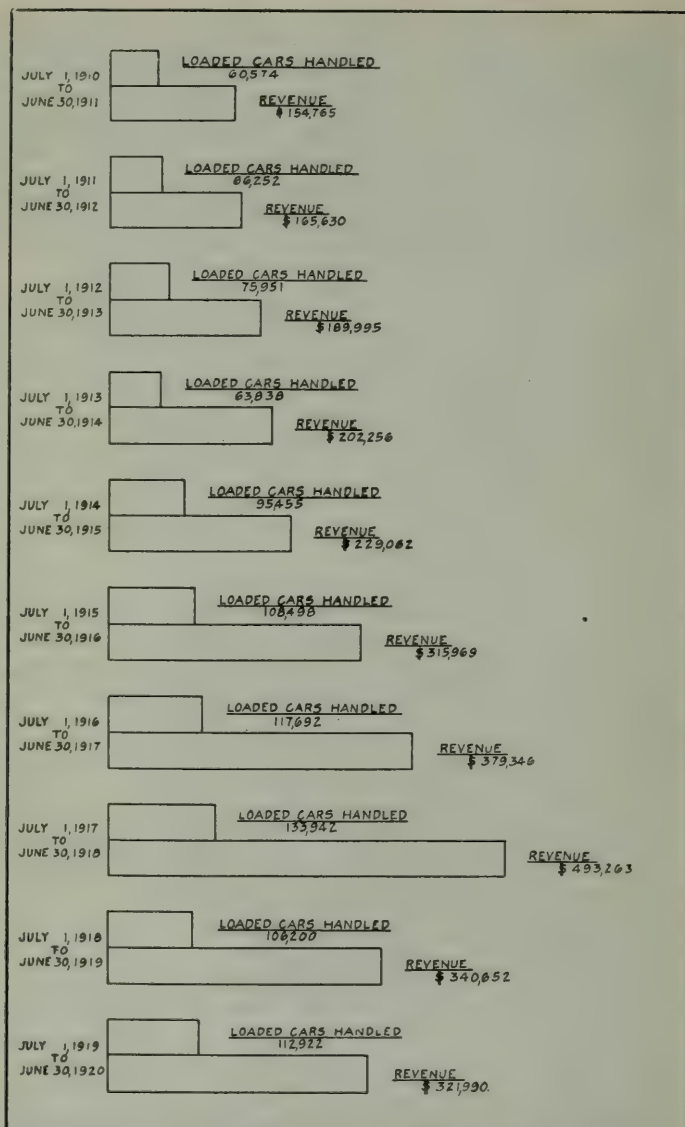 JULY 1, 1910
TO
JUNE 30, 1911
LOADED CARS HANDLED
60,574
REVENUE
$ 154,765
JULY 1, 1911
TO
JUNE 30, 1912
LOADED CARS HANDLED
66,252
REVENUE
$ 165,630
JULY 1, 1912
TO
JUNE 30, 1913
LOADED CARS HANDLED
75,951
REVENUE
$ 189,995
JULY 1, 1913
TO
JUNE 30, 1914
LOADED CARS HANDLED
63,838
REVENUE
$ 202,256
JULY 1, 1914
TO
JUNE 30, 1915
LOADED CARS HANDLED
95,455
REVENUE
$ 229,062
JULY 1, 1915
TO
JUNE 30, 1916
LOADED CARS HANDLED
108,498
REVENUE
$ 315,969
JULY 1, 1916
TO
JUNE 30, 1917
LOADED CARS HANDLED
117,692
REVENUE
$ 379,346
JULY 1, 1917
TO
JUNE 30, 1918
LOADED CARS HANDLED
133,942
REVENUE
$ 493,263
JULY 1, 1918
TO
JUNE 30, 1919
LOADED CARS HANDLED
106,200
REVENUE
$ 340,652
JULY 1, 1919
TO
JUNE 30, 1920
LOADED CARS HANDLED
112,922
REVENUE
$ 321,990.